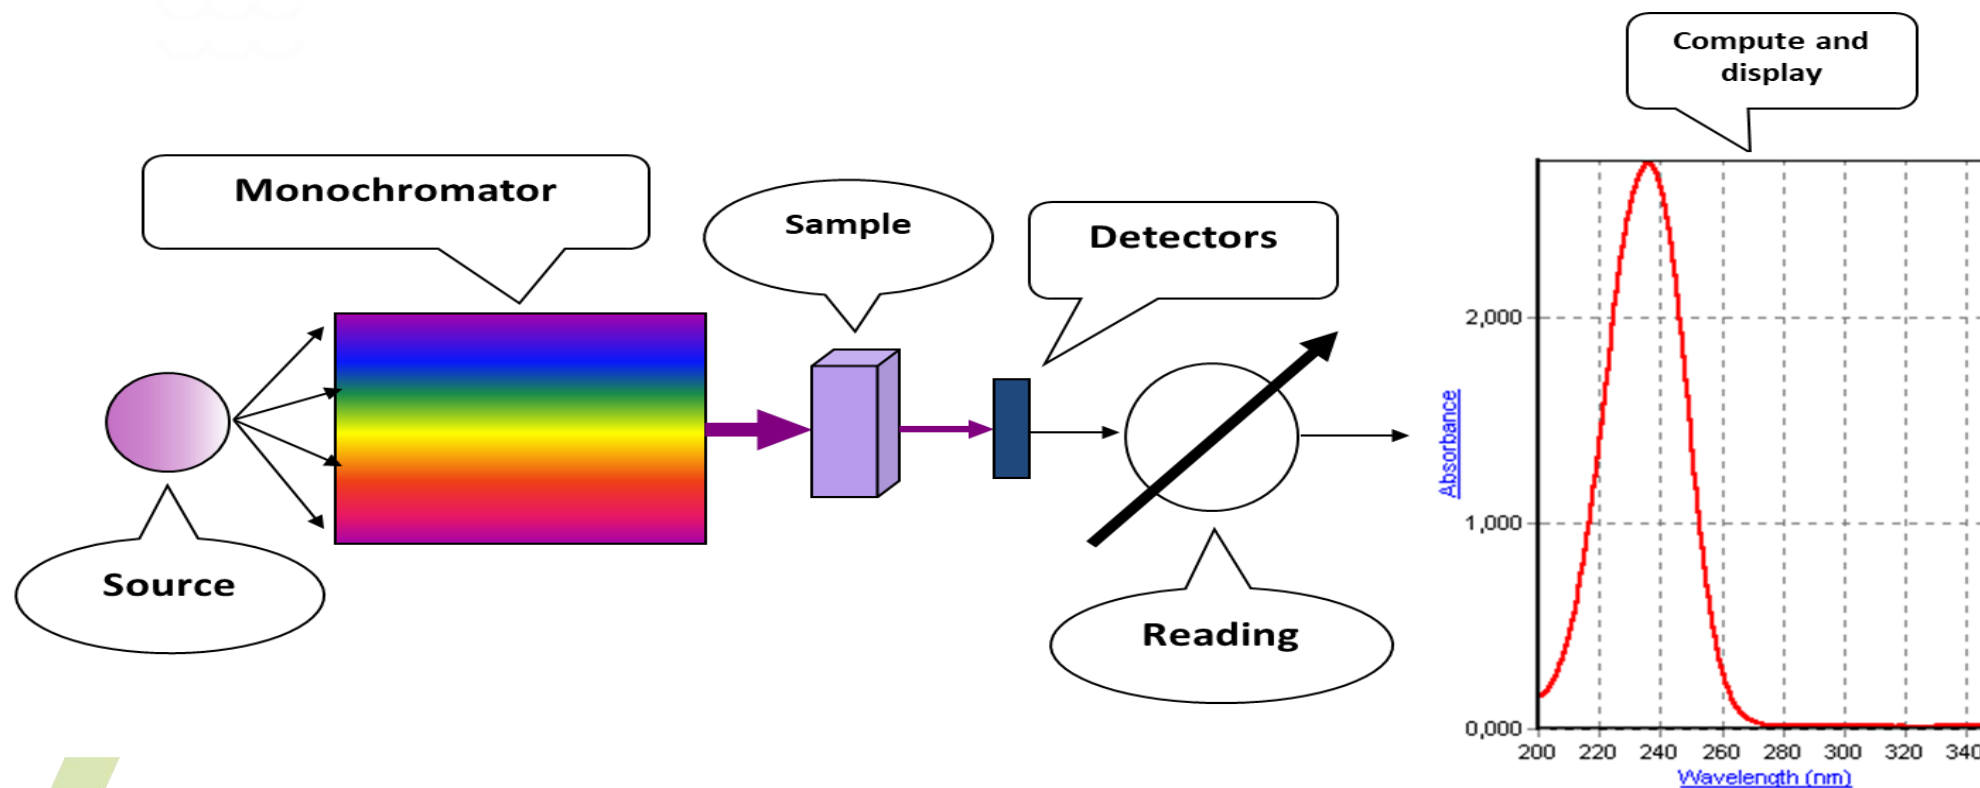 Monochromator
Sample
Detectors
Source
Reading
Compute and
display
Absorbance
2,000
1,000
0,000
200 220 240 260 280 300 320 340
Wavelength (nm)